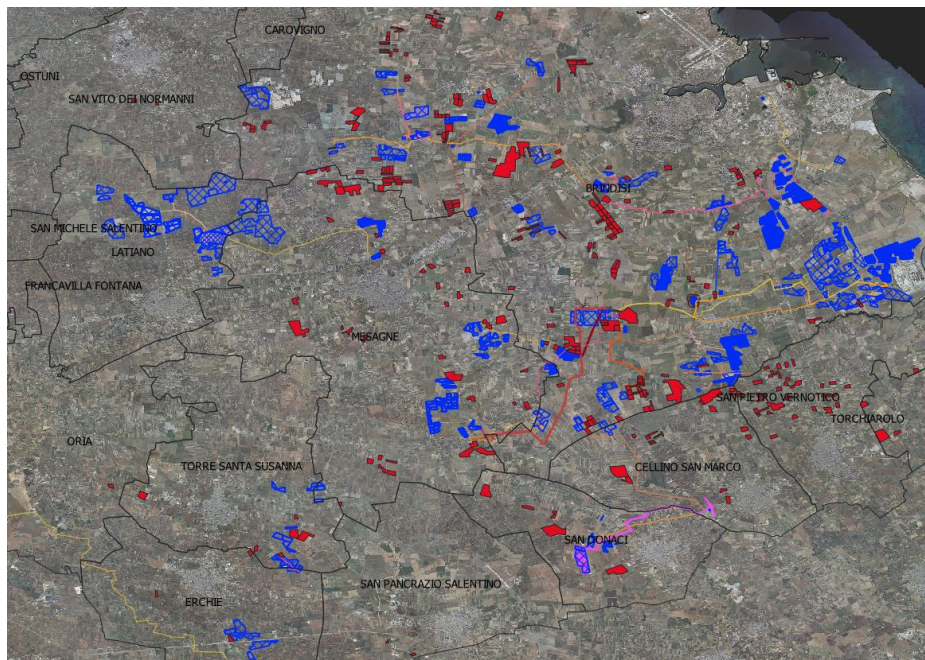 CAROVIGNO
OSTUNI
SAN VITO DEI NORMANNI
BRINDISI
SAN MICHELE SALENTINO
LATIANO
FRANCAVILLA FONTANA
MESAGNE
SAN PIETRO VERNOTICO
TORCHIAROLO
ORIA
TORRE SANTA SUSANNA
CELLINO SAN MARCO
SAN DONACI
SAN PANCRAZIO SALENTINO
ERCHIE